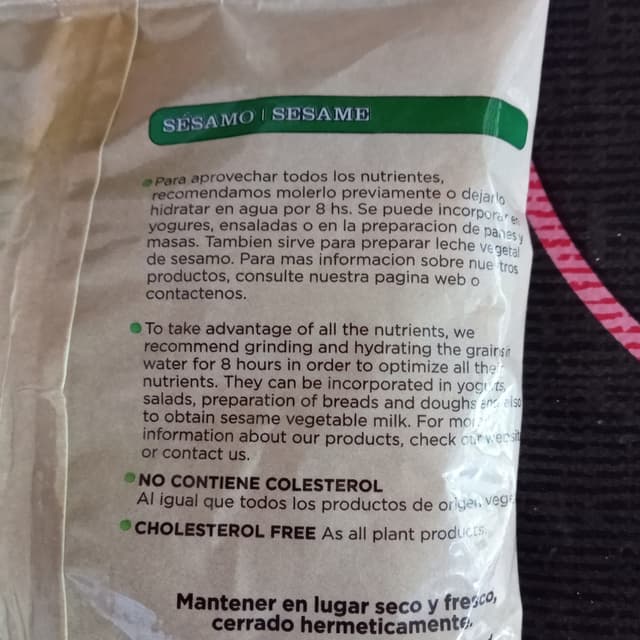 SÉSAMO | SESAME
Para aprovechar todos los nutrientes,
recomendamos molerlo previamente o dejarlo
hidratar en agua por 8 hs. Se puede incorporar en
yogures, ensaladas o en la preparacion de panes y
masas. Tambien sirve para preparar leche vegetal
de sesamo. Para mas informacion sobre nuestros
productos, consulte nuestra pagina web o
contactenos.
To take advantage of all the nutrients, we
recommend grinding and hydrating the grains in
water for 8 hours in order to optimize all the
nutrients. They can be incorporated in yogurts,
salads, preparation of breads and doughs and also
to obtain sesame vegetable milk. For more
information about our products, check our website
or contact us.
NO CONTIENE COLESTEROL
Al igual que todos los productos de origen
CHOLESTEROL FREE As all plant products.
Mantener en lugar seco y fresco,
cerrado hermeticamente.